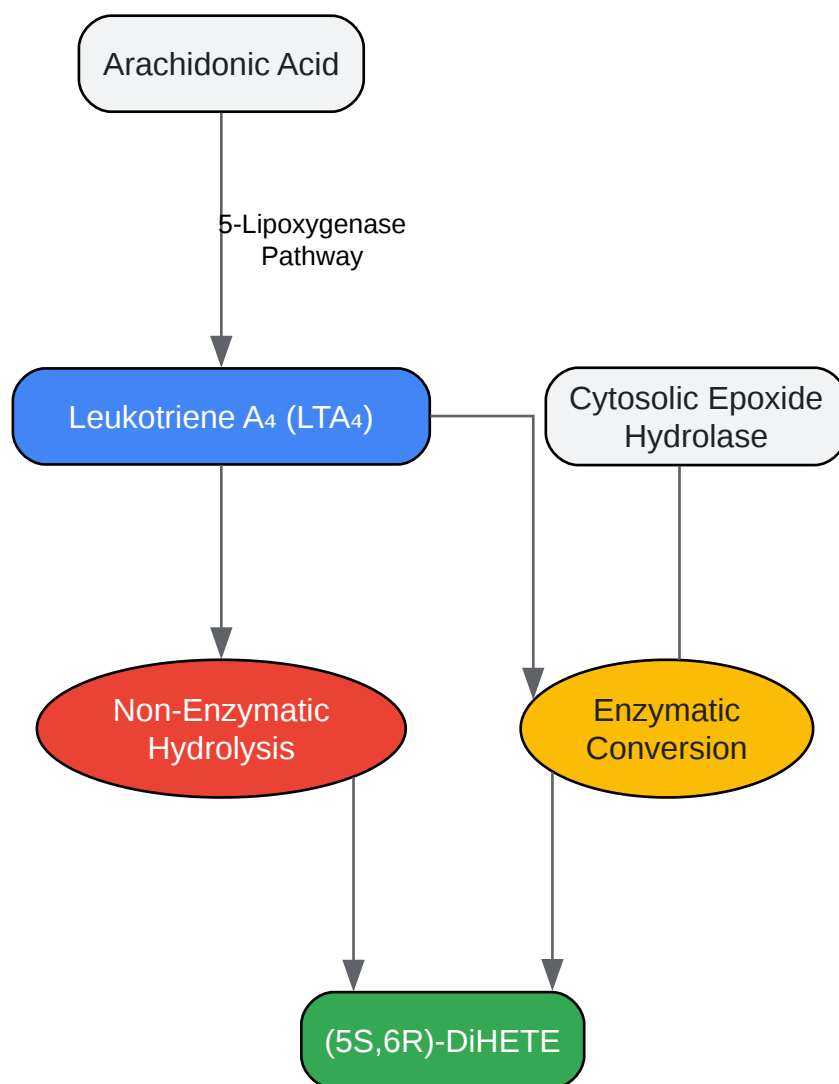 Arachidonic Acid
5-Lipoxygenase
Pathway
Leukotriene A₄ (LTA₄)
Cytosolic Epoxide
Hydrolase
Non-Enzymatic
Hydrolysis
Enzymatic
Conversion
(5S,6R)-DiHETE